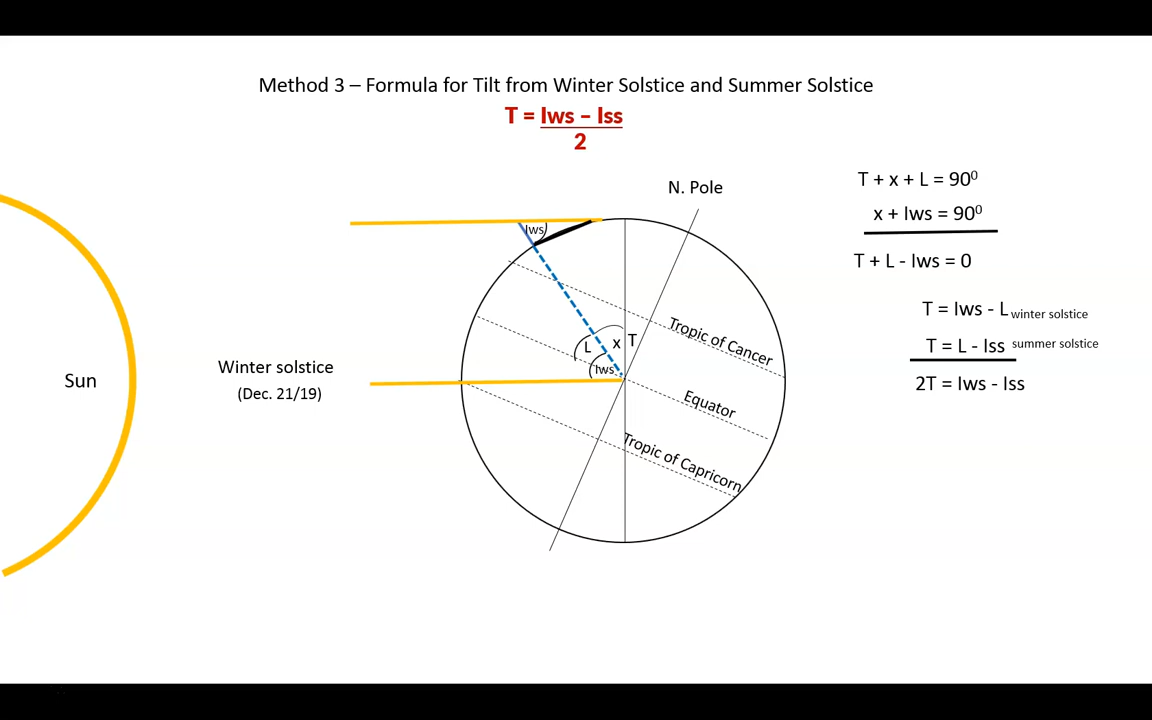 Method 3 – Formula for Tilt from Winter Solstice and Summer Solstice
T = Iws – Iss
2
N. Pole
T + x + L = 90⁰
x + Iws = 90⁰
T + L - Iws = 0
T = Iws - L winter solstice
T = L - Iss summer solstice
2T = Iws - Iss
Iws
Tropic of Cancer
L
x
T
Iws
Equator
Tropic of Capricorn
Sun
Winter solstice
(Dec. 21/19)